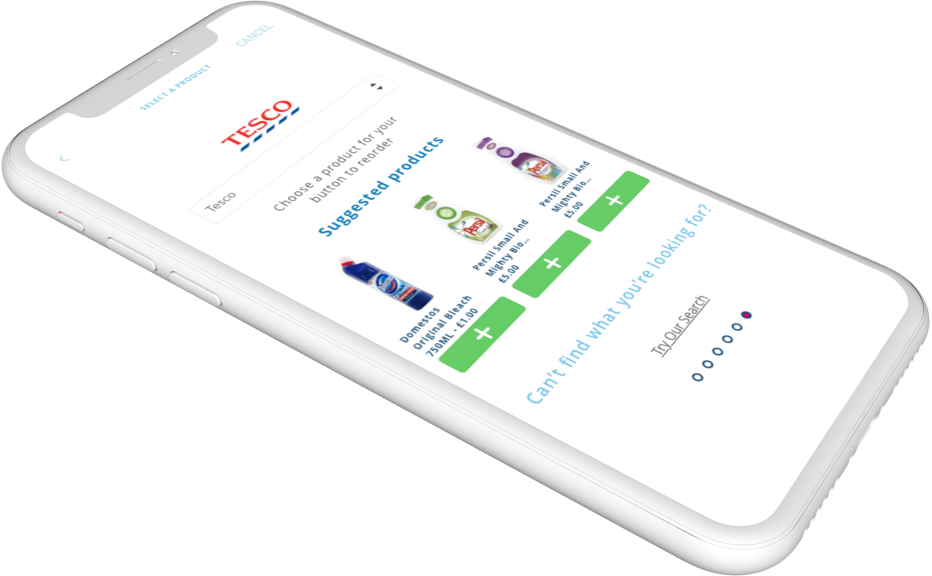 CANCEL
SELECT A PRODUCT
TESCO
Tesco
Choose a product for your
button to reorder
Suggested products
Domestos
Original Bleach
750ML - £1.00
Persil Small And
Mighty Bio...
£5.00
Persil Small And
Mighty Bio...
£5.00
Persil
Persil
Can't find what you're looking for?
Try Our Search